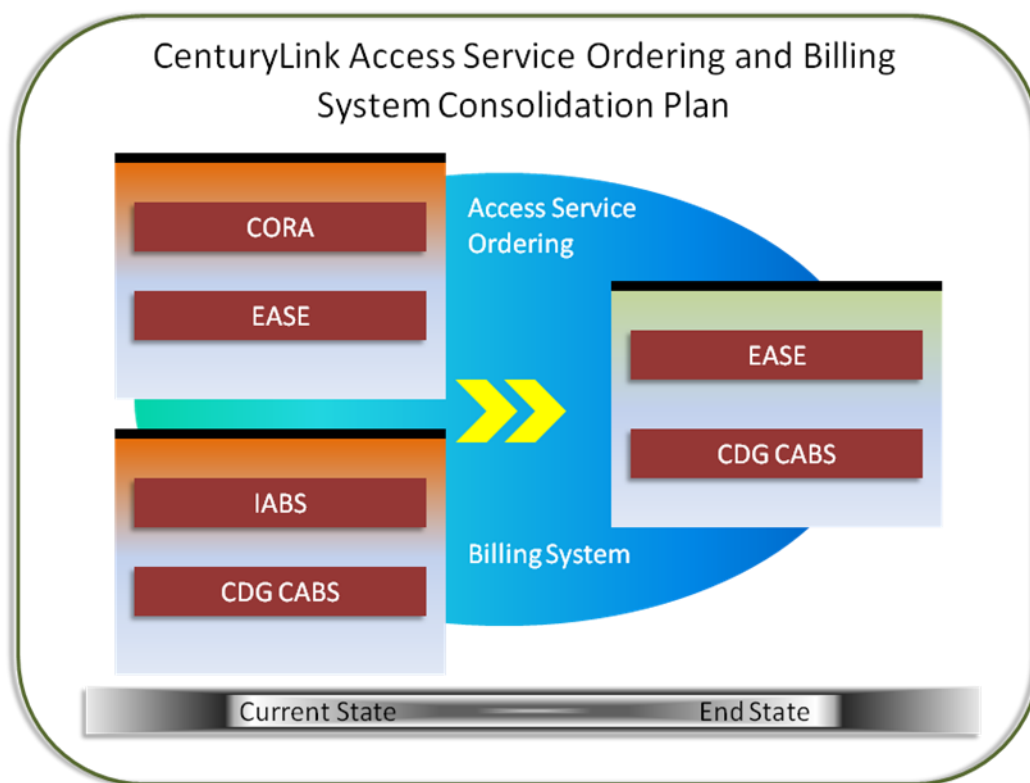 CenturyLink Access Service Ordering and Billing
System Consolidation Plan
CORA
EASE
Access Service
Ordering
IABS
CDG CABS
Billing System
EASE
CDG CABS
Current State
End State